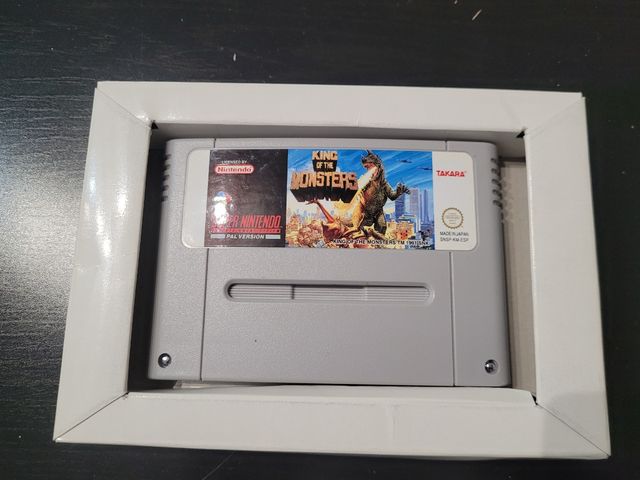 LICENSED BY
Nintendo
SUPER NINTENDO
PAL VERSION
KING
OF THE
MONSTERS
KING OF THE MONSTERS TM 1991 SNK
TAKARA
MADE IN JAPAN
SNSP-KM-ESP